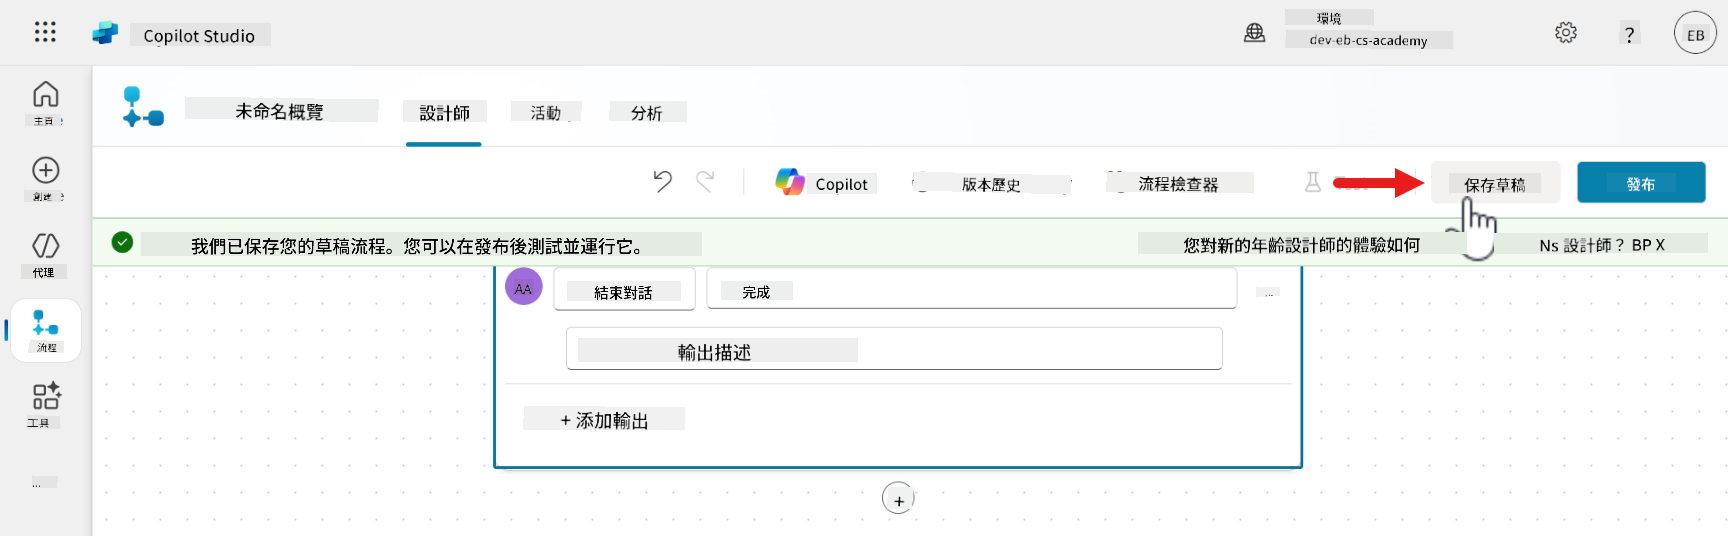 Copilot Studio
環境
dev-eb-cs-academy
?
EB
主頁
未命名概覽
設計師
活動
分析
創建
Copilot
版本歷史
流程檢查器
保存草稿
發布
代理
我們已保存您的草稿流程。您可以在發布後測試並運行它。
您對新的年齡設計師的體驗如何
Ns 設計師？ BP X
AA
結束對話
完成
...
流程
輸出描述
工具
+ 添加輸出
...
+